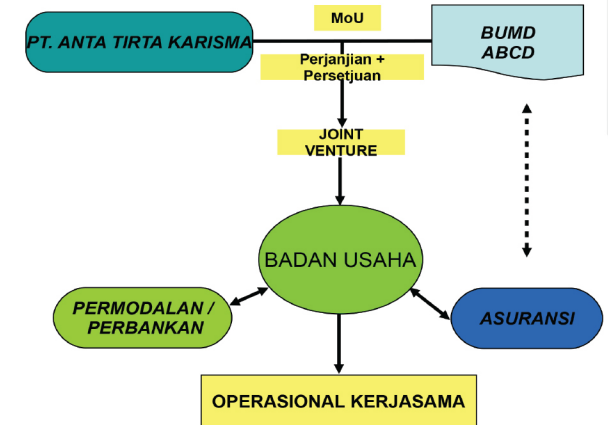 MoU
PT. ANTA TIRTA KARISMA
BUMD
ABCD
Perjanjian +
Persetjuan
JOINT
VENTURE
BADAN USAHA
PERMODALAN /
PERBANKAN
ASURANSI
OPERASIONAL KERJASAMA